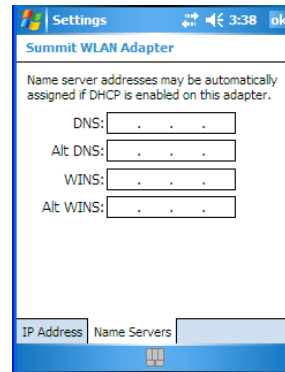 Settings 3:38 ok
Summit WLAN Adapter
Name server addresses may be automatically
assigned if DHCP is enabled on this adapter.
DNS: . . .
Alt DNS: . . .
WINS: . . .
Alt WINS: . . .
IP Address Name Servers